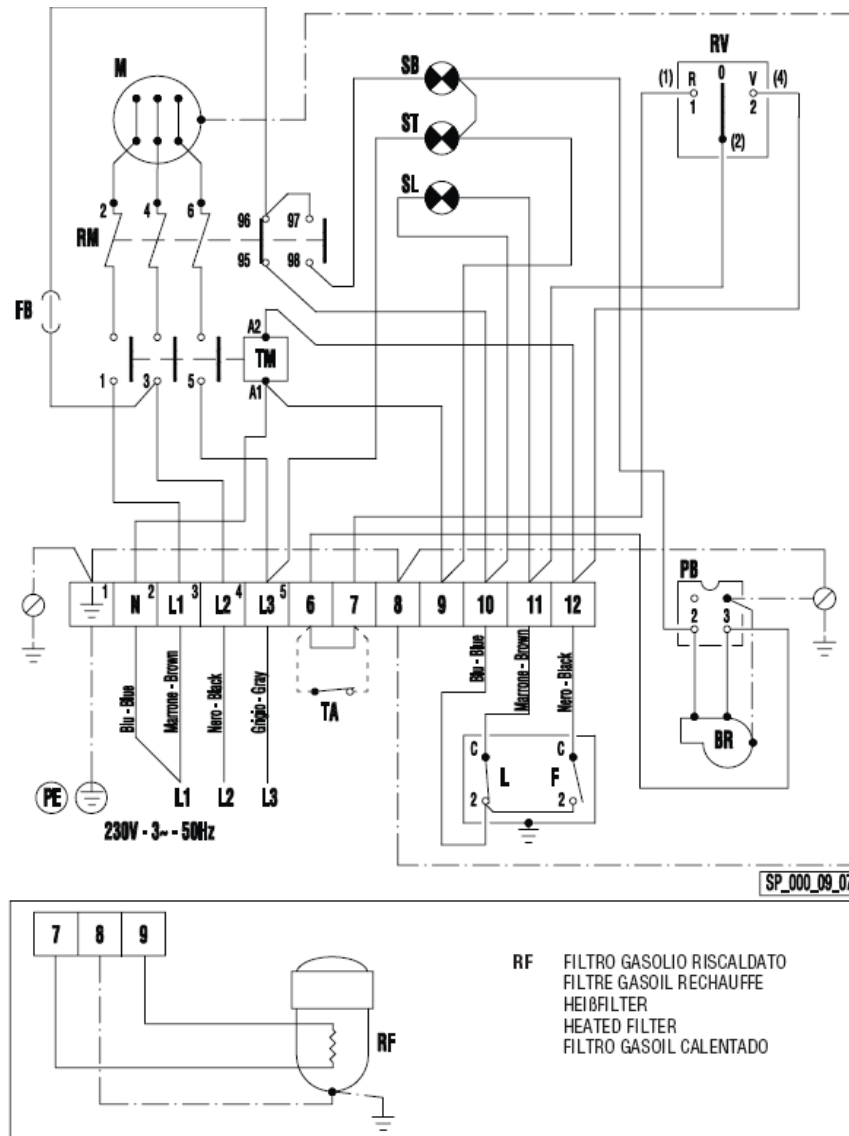 M
SB
ST
SL
RV
(1) R 0 V (4)
1 2
(2)
2 4 6
RM
96 97
95 98
FB
A2
TM
A1
1 3 5
1 N 2 L1 3 L2 4 L3 5 6 7 8 9 10 11 12
PB
2 3
BR
Blu - Blue
Marrone - Brown
Nero - Black
Grigio - Gray
TA
Blu - Blue
Marrone - Brown
Nero - Black
C C
L F
2 2
PE
L1 L2 L3
230V - 3~ - 50Hz
SP_000_09_07
7 8 9
RF
RF FILTRO GASOLIO RISCALDATO
FILTRE GASOIL RECHAUFFE
HEIßFILTER
HEATED FILTER
FILTRO GASOIL CALENTADO